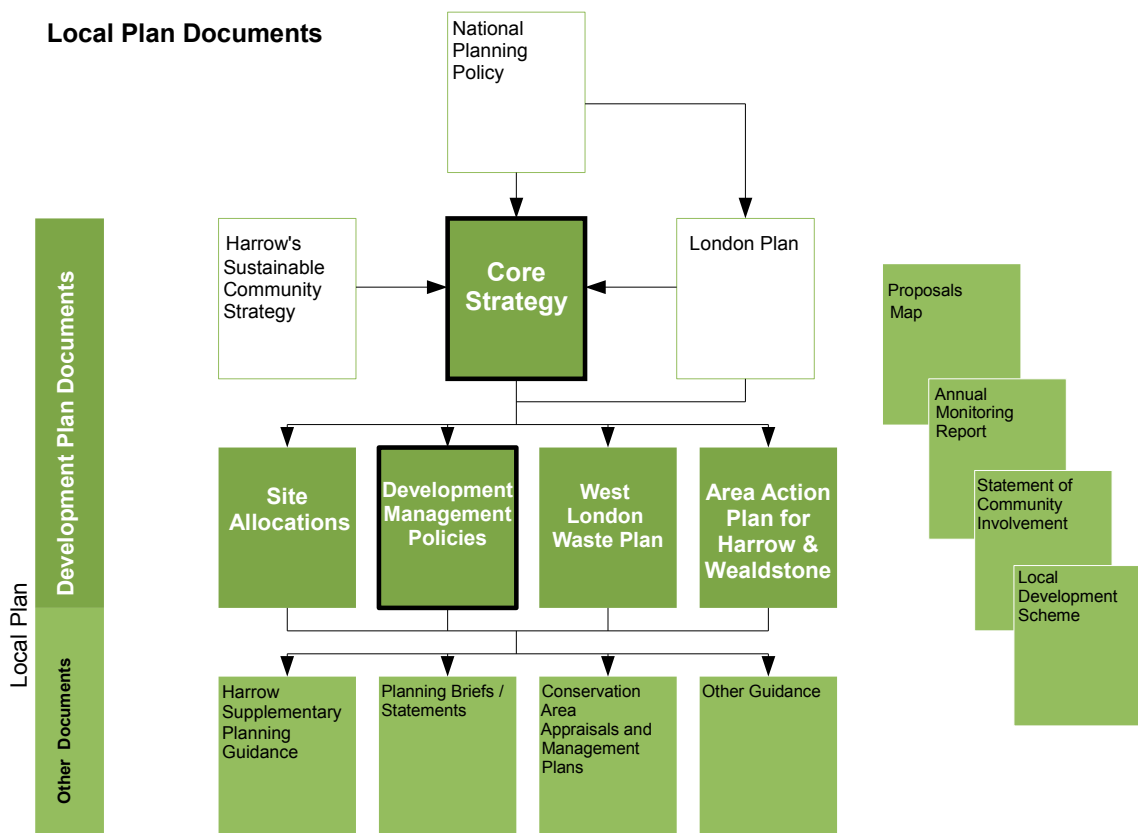 Local Plan Documents
National
Planning
Policy
Harrow's
Sustainable
Community
Strategy
Core
Strategy
London Plan
Proposals
Map
Annual
Monitoring
Report
Statement of
Community
Involvement
Local
Development
Scheme
Development Plan Documents
Site
Allocations
Development
Management
Policies
West
London
Waste Plan
Area Action
Plan for
Harrow &
Wealdstone
Local Plan
Other Documents
Harrow
Supplementary
Planning
Guidance
Planning Briefs /
Statements
Conservation
Area
Appraisals and
Management
Plans
Other Guidance